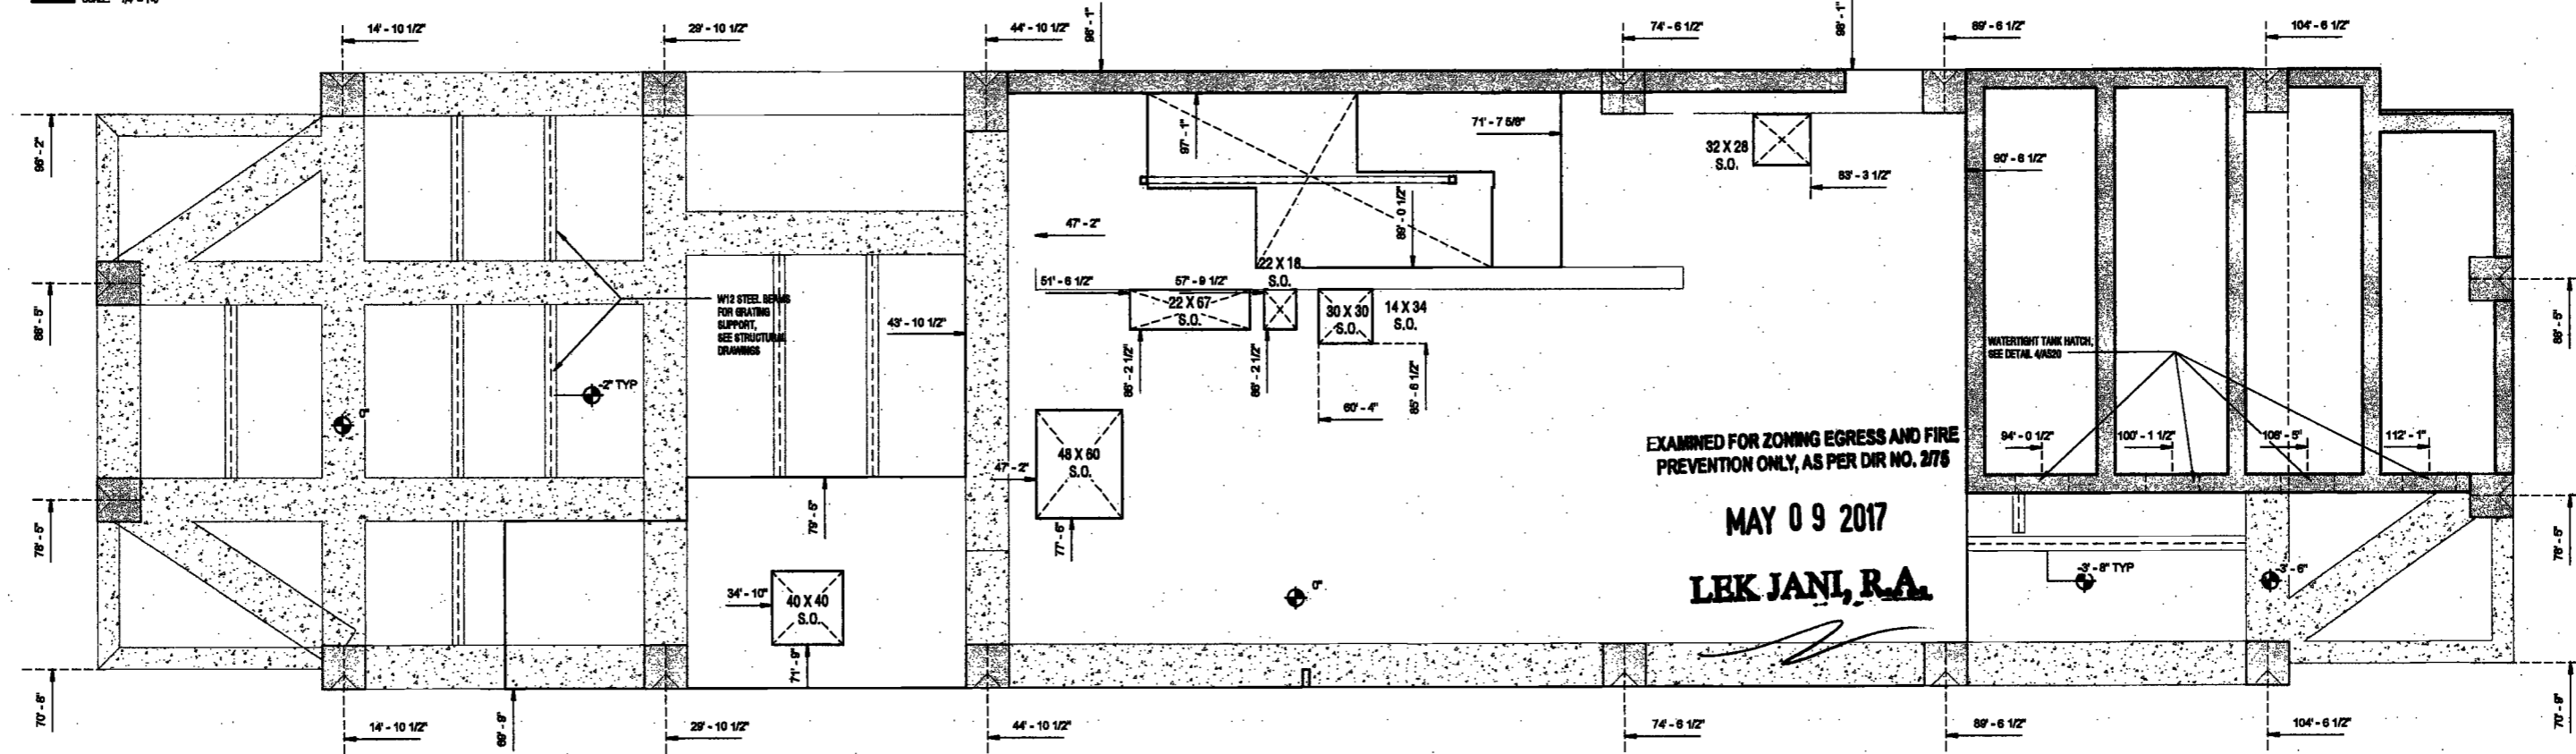 14' - 10 1/2"
29' - 10 1/2"
44' - 10 1/2"
98' - 1"
74' - 6 1/2"
98' - 1"
89' - 6 1/2"
104' - 6 1/2"
96' - 2"
97' - 1"
71' - 7 5/8"
32 X 28
S.O.
83' - 3 1/2"
90' - 6 1/2"
47' - 2"
89' - 0 1/2"
88' - 5"
W12 STEEL BEAMS
FOR GRATING
SUPPORT,
SEE STRUCTURAL
DRAWINGS
43' - 10 1/2"
51' - 6 1/2"
57' - 9 1/2"
22 X 18
S.O.
22 X 67
S.O.
30 X 30
S.O.
14 X 34
S.O.
88' - 5"
86' - 2 1/2"
86' - 2 1/2"
85' - 6 1/2"
60' - 4"
WATERTIGHT TANK HATCH,
SEE DETAIL 4/A520
-2" TYP
0"
48 X 60
S.O.
47' - 2"
EXAMINED FOR ZONING EGRESS AND FIRE
PREVENTION ONLY, AS PER DIR NO. 2/75
MAY 09 2017
LEK JANI, R.A.
94' - 0 1/2"
100' - 1 1/2"
106' - 5"
112' - 1"
78' - 5"
79' - 5"
77' - 6"
78' - 5"
34' - 10"
40 X 40
S.O.
0"
-3' - 8" TYP
-3' - 6"
71' - 9"
70' - 8"
69' - 9"
70' - 9"
14' - 10 1/2"
29' - 10 1/2"
44' - 10 1/2"
74' - 6 1/2"
89' - 6 1/2"
104' - 6 1/2"